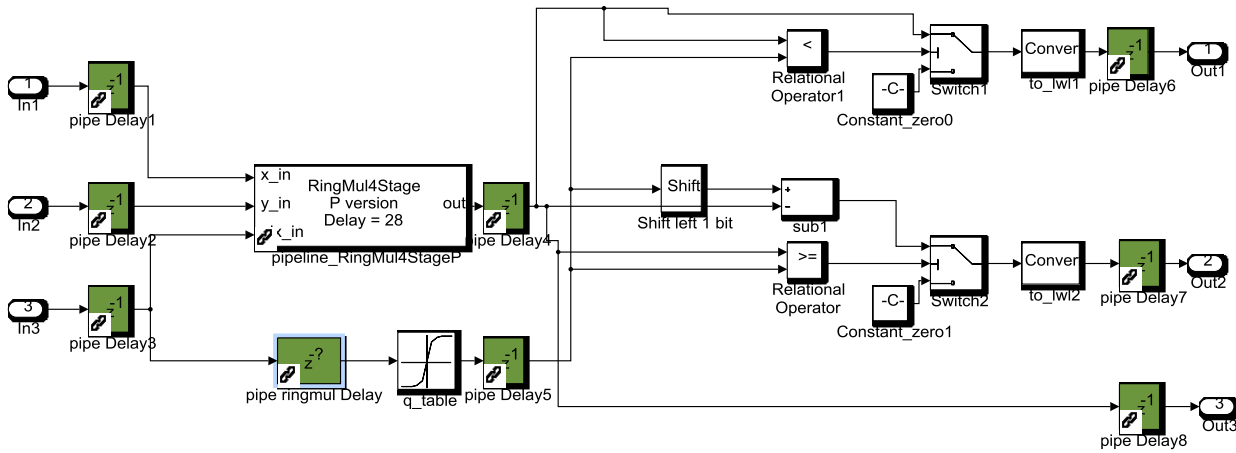 1
In1
z-1
pipe Delay1
2
In2
z-1
pipe Delay2
3
In3
z-1
pipe Delay3
x_in
y_in
k_in
RingMul4Stage
P version
Delay = 28
out
pipeline_RingMul4StageP
z-1
pipe Delay4
z-?
pipe ringmul Delay
q_table
z-1
pipe Delay5
<
Relational
Operator1
-C-
Constant_zero0
Switch1
Conver
to_lwl1
z-1
pipe Delay6
1
Out1
Shift
Shift left 1 bit
+
-
sub1
>=
Relational
Operator
-C-
Constant_zero1
Switch2
Conver
to_lwl2
z-1
pipe Delay7
2
Out2
z-1
pipe Delay8
3
Out3